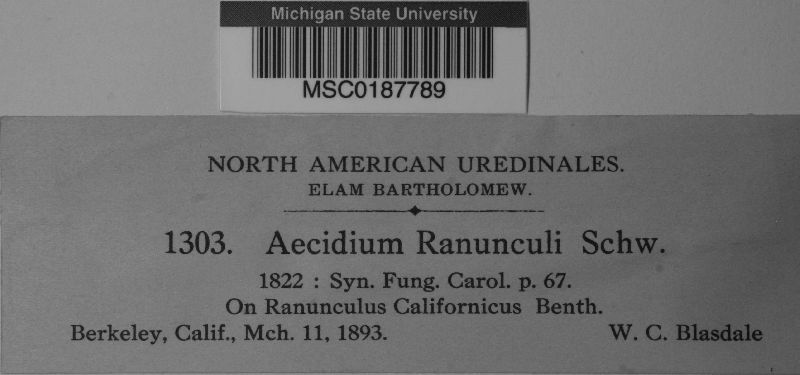 Michigan State University
MSC0187789
NORTH AMERICAN UREDINALES.
ELAM BARTHOLOMEW.
1303. Aecidium Ranunculi Schw.
1822 : Syn. Fung. Carol. p. 67.
On Ranunculus Californicus Benth.
Berkeley, Calif., Mch. 11, 1893. W. C. Blasdale